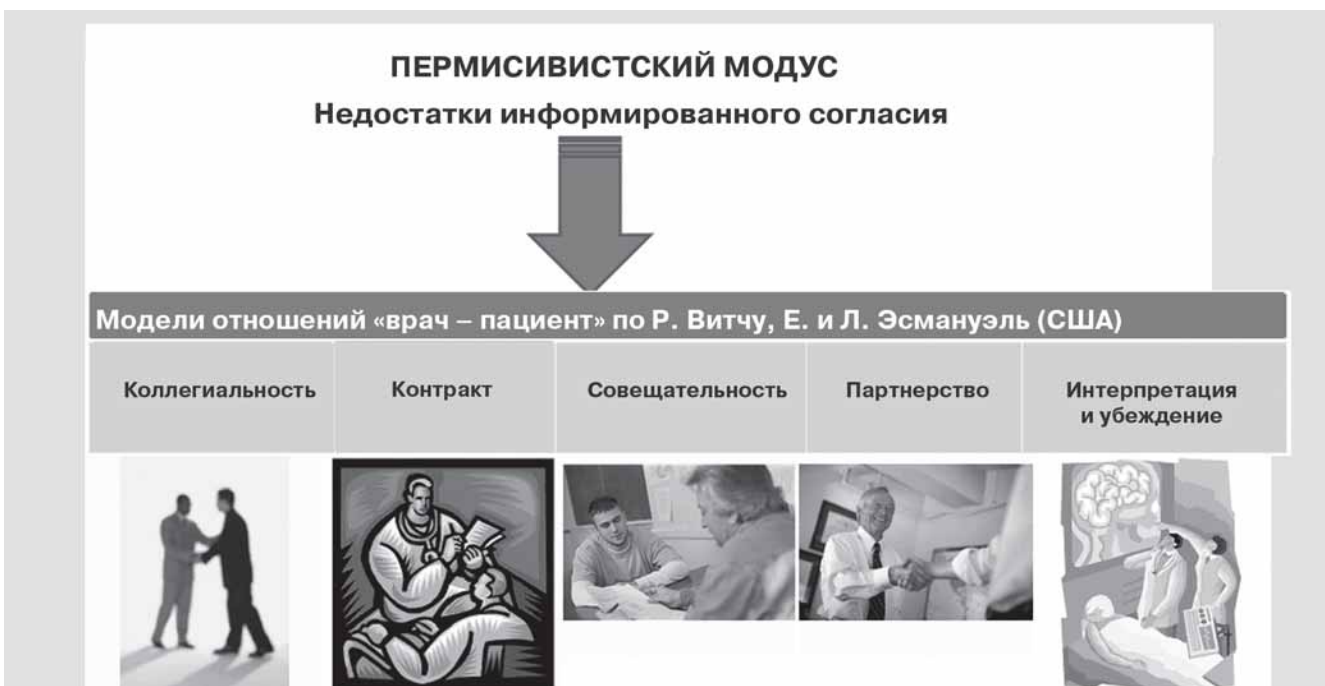 ПЕРМИСИВИСТСКИЙ МОДУС
Недостатки информированного согласия
Модели отношений «врач – пациент» по Р. Витчу, Е. и Л. Эсмануэль (США)
Коллегиальность
Контракт
Совещательность
Партнерство
Интерпретация
и убеждение